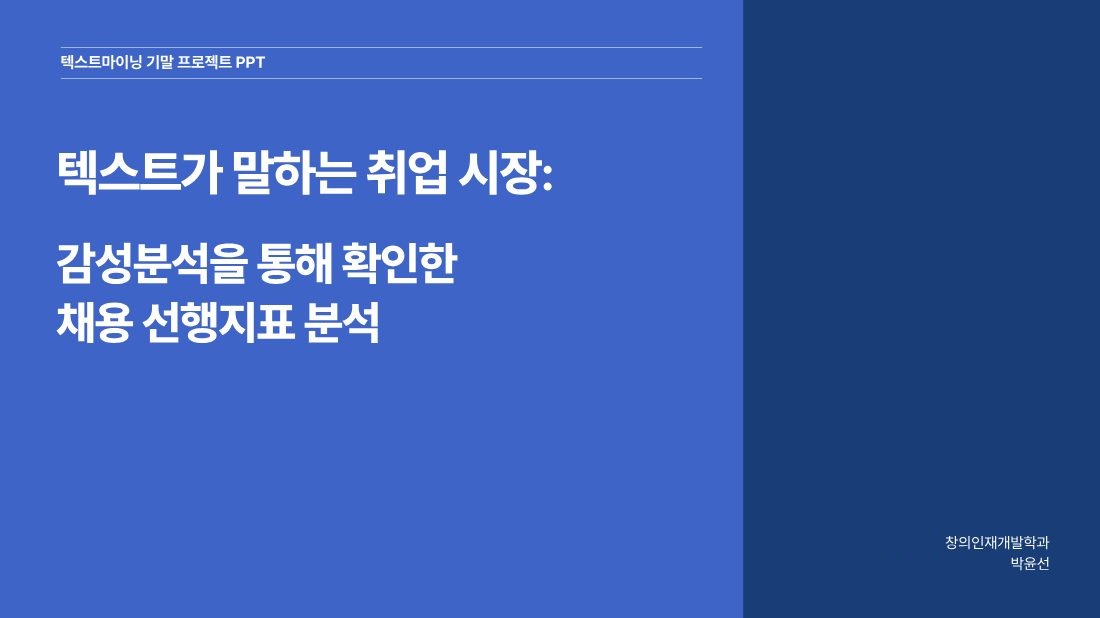 텍스트마이닝 기말 프로젝트 PPT
텍스트가 말하는 취업 시장:
감성분석을 통해 확인한
채용 선행지표 분석
창의인재개발학과
박윤선